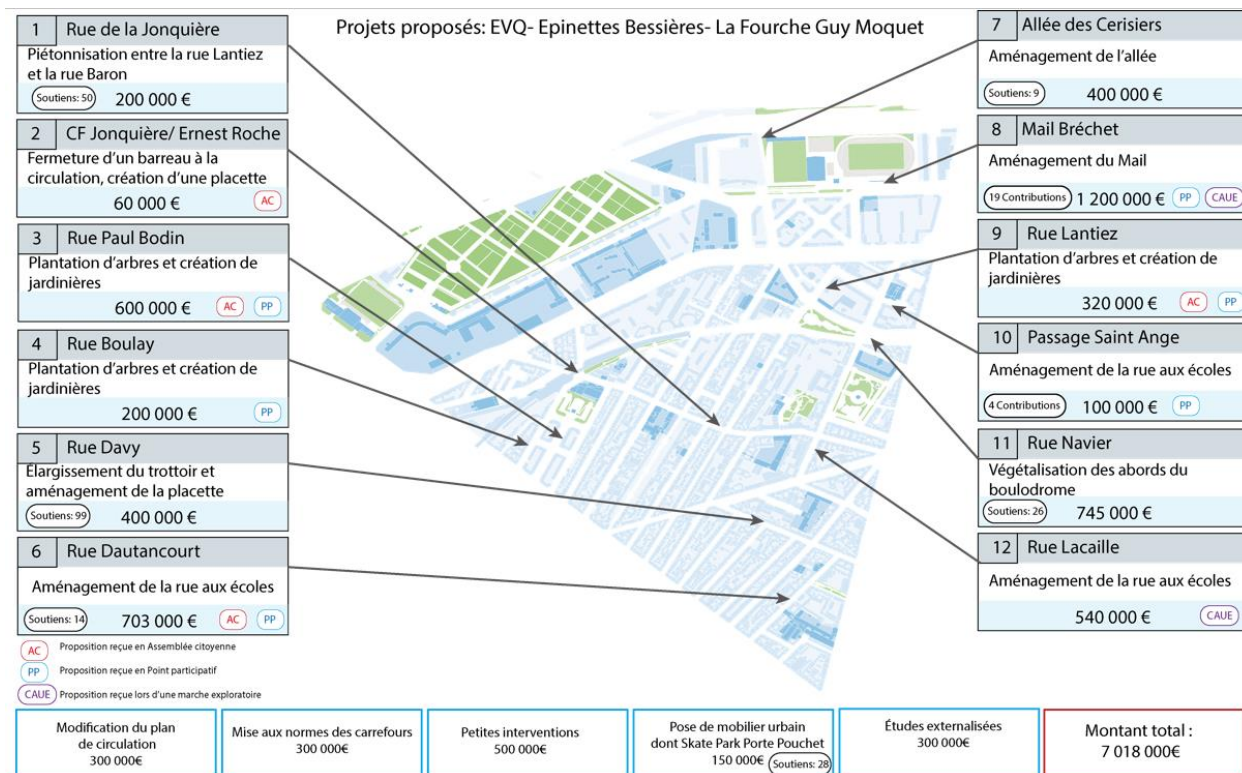 Projets proposés: EVQ- Epinettes Bessières- La Fourche Guy Moquet
1 Rue de la Jonquière
Piétonnisation entre la rue Lantiez
et la rue Baron
Soutiens: 50 200 000 €
2 CF Jonquière/ Ernest Roche
Fermeture d'un barreau à la
circulation, création d'une placette
60 000 € AC
3 Rue Paul Bodin
Plantation d'arbres et création de
jardinières
600 000 € AC PP
4 Rue Boulay
Plantation d'arbres et création de
jardinières
200 000 € PP
5 Rue Davy
Élargissement du trottoir et
aménagement de la placette
Soutiens: 99 400 000 €
6 Rue Dautancourt
Aménagement de la rue aux écoles
Soutiens: 14 703 000 € AC PP
AC Proposition reçue en Assemblée citoyenne
PP Proposition reçue en Point participatif
CAUE Proposition reçue lors d'une marche exploratoire
7 Allée des Cerisiers
Aménagement de l'allée
Soutiens: 9 400 000 €
8 Mail Bréchet
Aménagement du Mail
19 Contributions 1 200 000 € PP CAUE
9 Rue Lantiez
Plantation d'arbres et création de
jardinières
320 000 € AC PP
10 Passage Saint Ange
Aménagement de la rue aux écoles
4 Contributions 100 000 € PP
11 Rue Navier
Végétalisation des abords du
boulodrome
Soutiens: 26 745 000 €
12 Rue Lacaille
Aménagement de la rue aux écoles
540 000 € CAUE
Modification du plan
de circulation
300 000€
Mise aux normes des carrefours
300 000€
Petites interventions
500 000€
Pose de mobilier urbain
dont Skate Park Porte Pouchet
150 000€ Soutiens: 28
Études externalisées
300 000€
Montant total :
7 018 000€